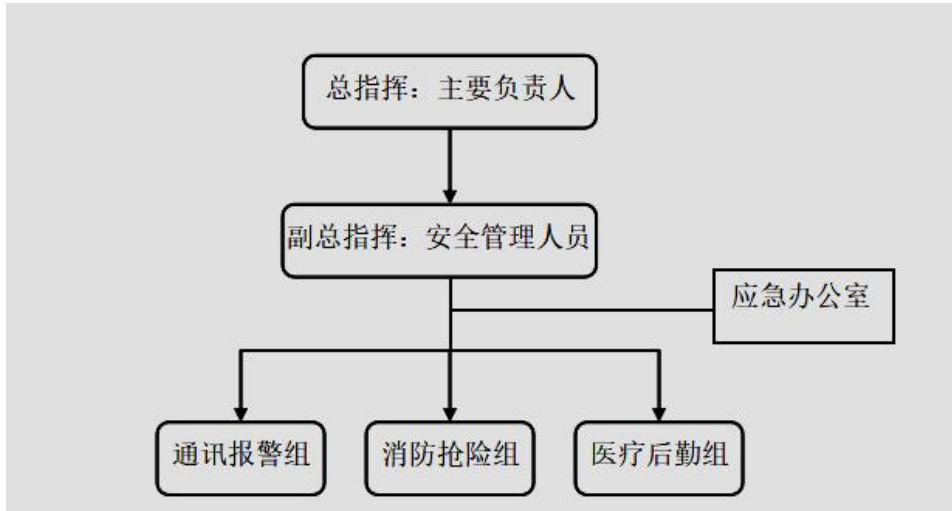 总指挥：主要负责人
副总指挥：安全管理人员
应急办公室
通讯报警组
消防抢险组
医疗后勤组